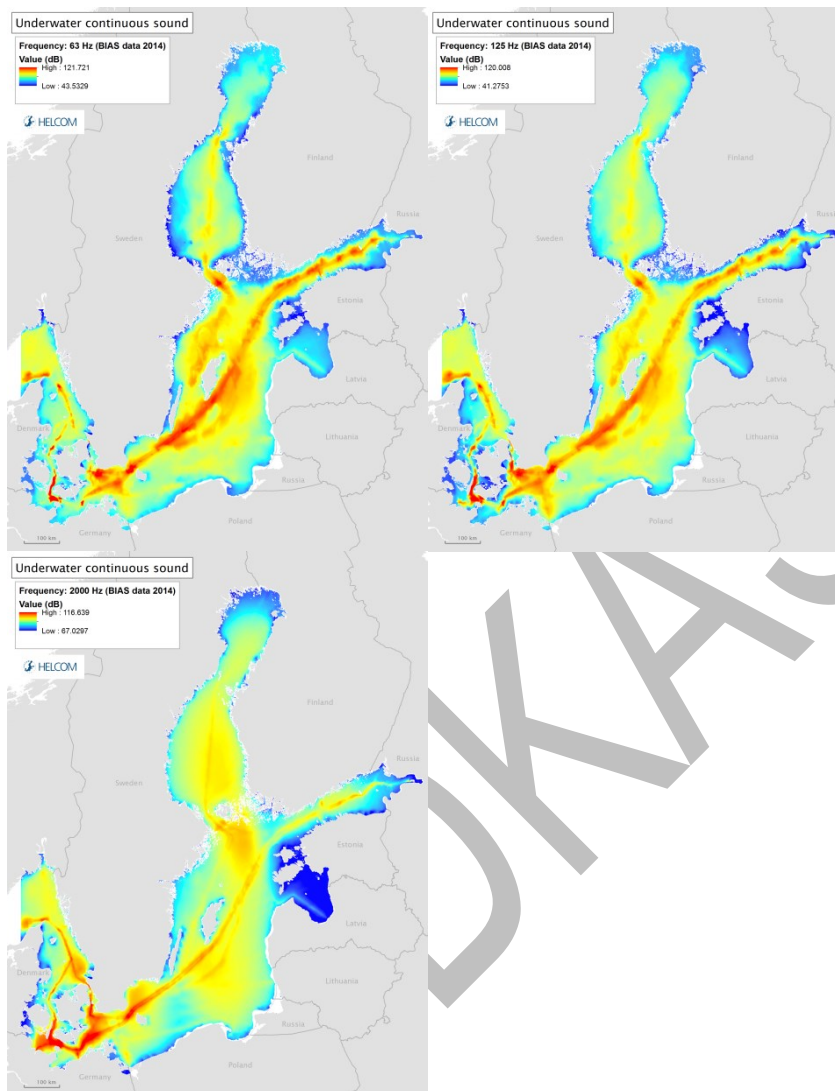 Underwater continuous sound
Frequency: 63 Hz (BIAS data 2014)
Value (dB)
High : 121.721
Low : 43.5329
HELCOM
Finland
Russia
Sweden
Estonia
Latvia
Denmark
Lithuania
Russia
Germany
Poland
100 km
Underwater continuous sound
Frequency: 125 Hz (BIAS data 2014)
Value (dB)
High : 120.008
Low : 41.2753
HELCOM
Finland
Russia
Sweden
Estonia
Latvia
Denmark
Lithuania
Russia
Germany
Poland
100 km
Underwater continuous sound
Frequency: 2000 Hz (BIAS data 2014)
Value (dB)
High : 116.639
Low : 67.0297
HELCOM
Finland
Russia
Sweden
Estonia
Latvia
Denmark
Lithuania
Russia
Germany
Poland
100 km